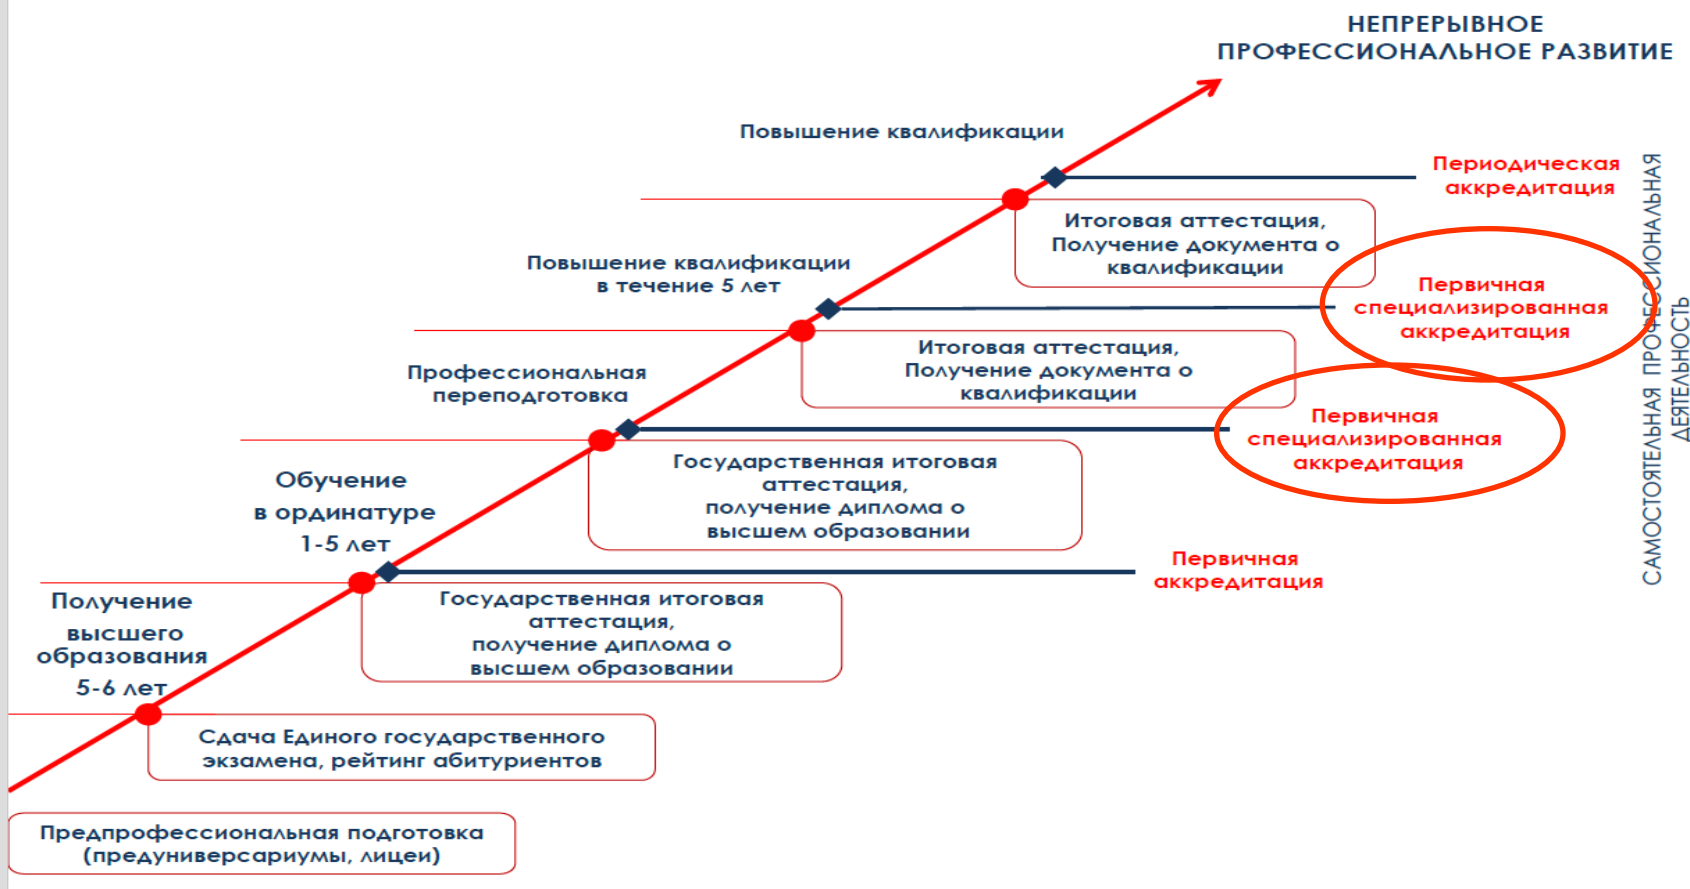 НЕПРЕРЫВНОЕ
ПРОФЕССИОНАЛЬНОЕ РАЗВИТИЕ
Повышение квалификации
Периодическая
аккредитация
Итоговая аттестация,
Получение документа о
квалификации
Повышение квалификации
в течение 5 лет
Первичная
специализированная
аккредитация
Итоговая аттестация,
Получение документа о
квалификации
Профессиональная
переподготовка
Первичная
специализированная
аккредитация
Государственная итоговая
аттестация,
получение диплома о
высшем образовании
Обучение
в ординатуре
1-5 лет
Первичная
аккредитация
Государственная итоговая
аттестация,
получение диплома о
высшем образовании
Получение
высшего
образования
5-6 лет
Сдача Единого государственного
экзамена, рейтинг абитуриентов
Предпрофессиональная подготовка
(предуниверсариумы, лицеи)
САМОСТОЯТЕЛЬНАЯ ПРОФЕССИОНАЛЬНАЯ
ДЕЯТЕЛЬНОСТЬ